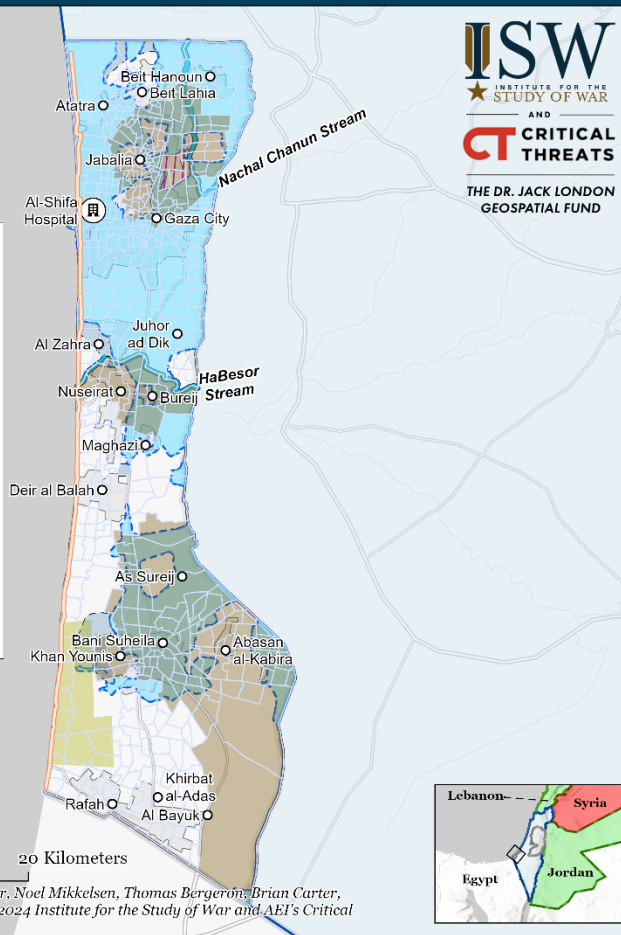 ISW
INSTITUTE FOR THE
STUDY OF WAR
AND
CT CRITICAL
THREATS
THE DR. JACK LONDON
GEOSPATIAL FUND
Beit Hanoun
Beit Lahia
Atatra
Nachal Chanun Stream
Jabalia
Al-Shifa
Hospital
Gaza City
Juhor
ad Dik
Al Zahra
HaBesor
Stream
Nuseirat
Bureij
Maghazi
Deir al Balah
As Sureij
Bani Suheila
Abasan
al-Kabira
Khan Younis
Khirbat
al-Adas
Rafah
Al Bayuk
Lebanon
Syria
Egypt
Jordan
20 Kilometers
r, Noel Mikkelsen, Thomas Bergeron, Brian Carter,
2024 Institute for the Study of War and AEI's Critical